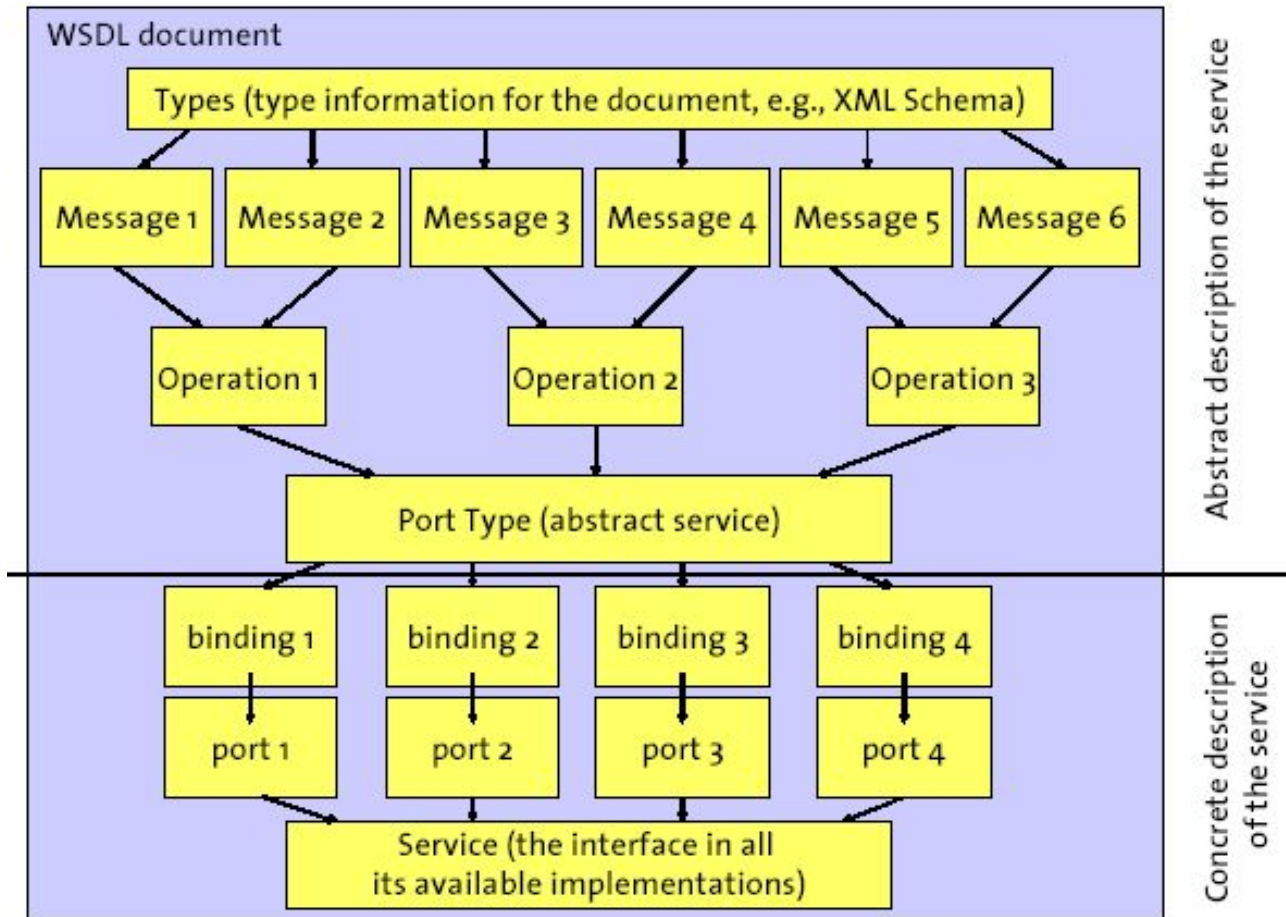 WSDL document
Types (type information for the document, e.g., XML Schema)
Message 1
Message 2
Message 3
Message 4
Message 5
Message 6
Operation 1
Operation 2
Operation 3
Port Type (abstract service)
Abstract description of the service
binding 1
binding 2
binding 3
binding 4
port 1
port 2
port 3
port 4
Service (the interface in all
its available implementations)
Concrete description
of the service